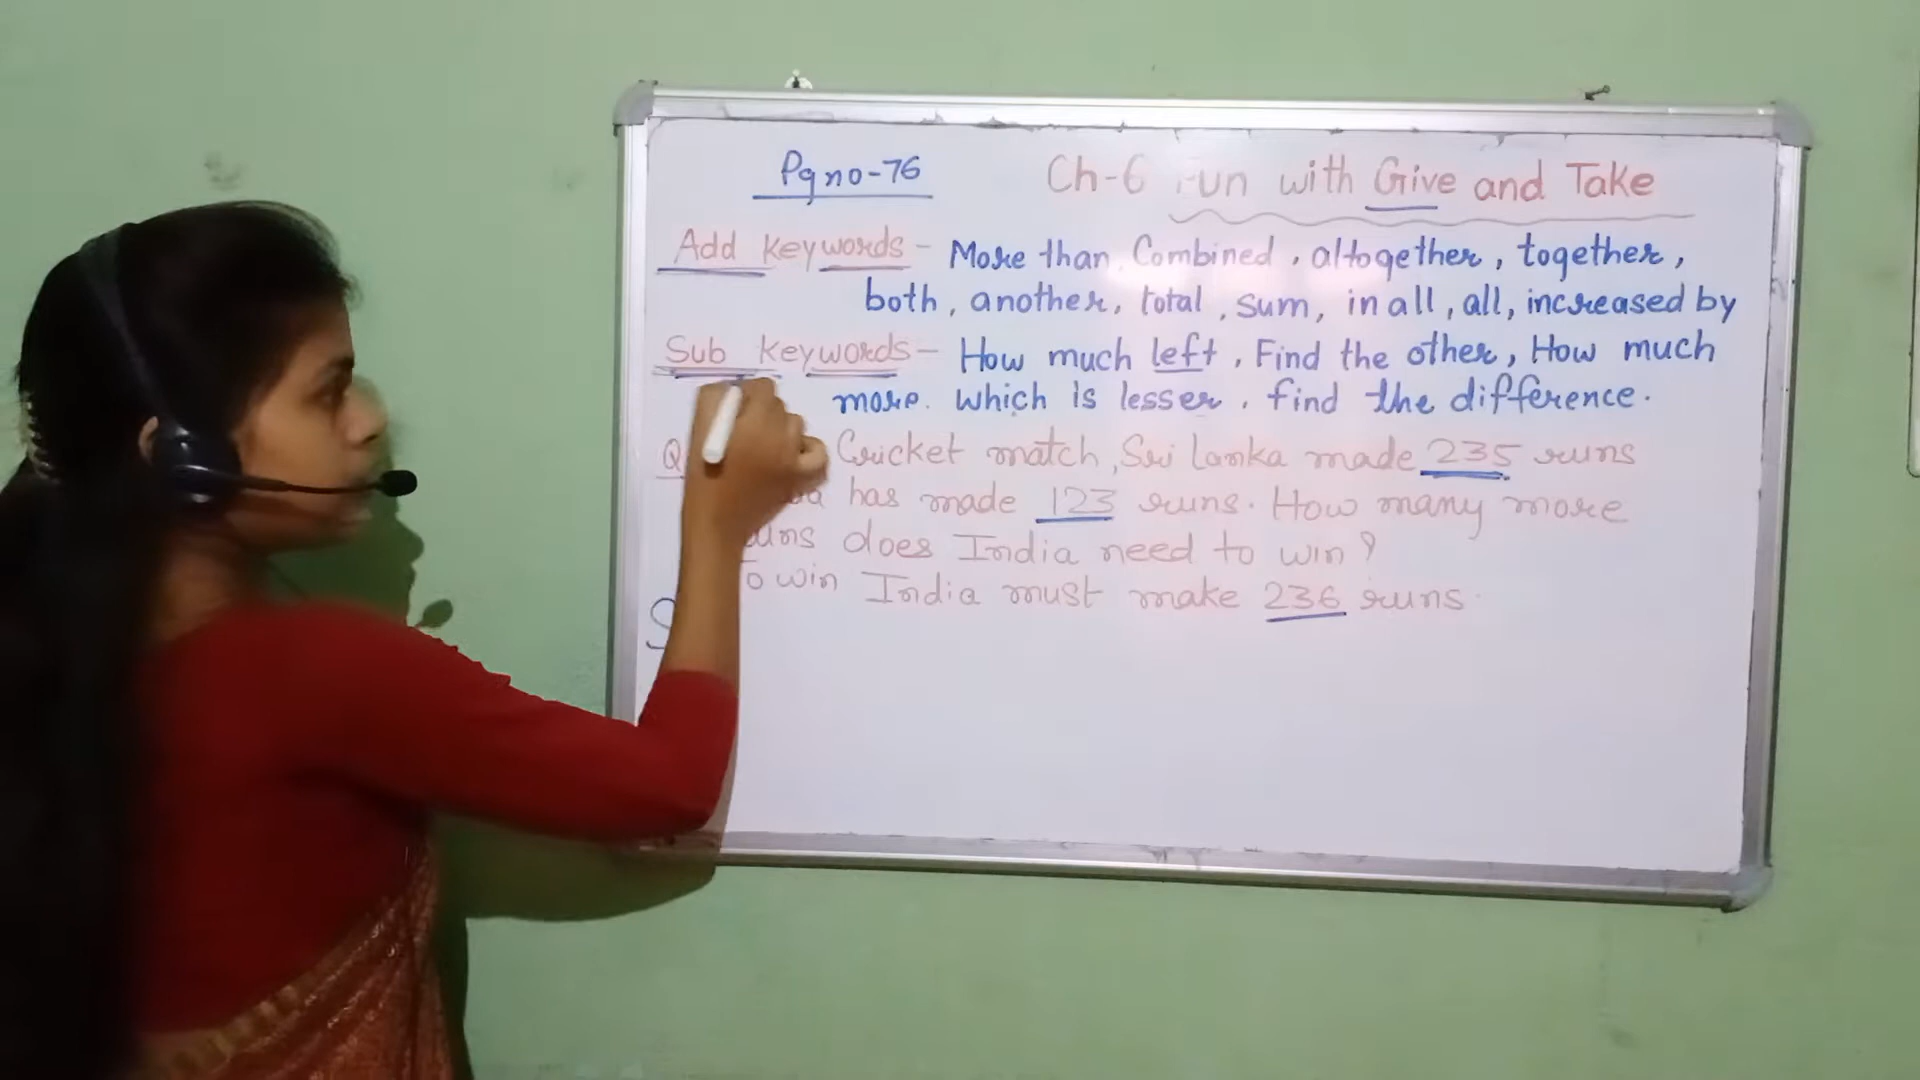 Pg no-76
Ch-6 Fun with Give and Take
Add keywords - More than, Combined, altogether, together,
both, another, total, sum, in all, all, increased by
Sub keywords - How much left, Find the other, How much
more. Which is lesser. find the difference.
Cricket match, Sri Lanka made 235 runs
has made 123 runs. How many more
runs does India need to win?
To win India must make 236 runs.